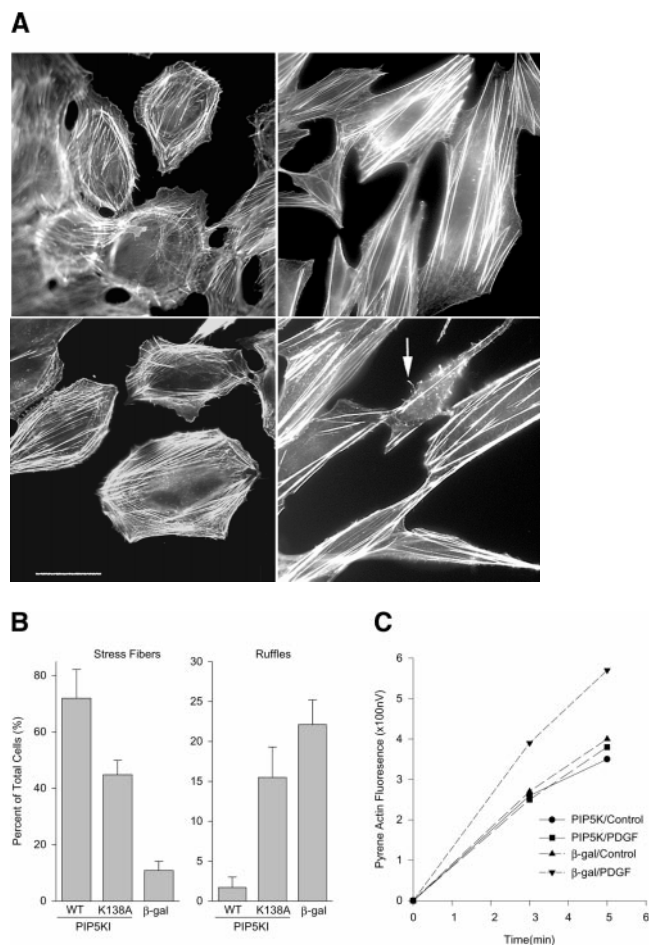 A
B
Stress Fibers
Ruffles
Percent of Total Cells (%)
80
60
40
20
0
30
25
20
15
10
5
0
WT K138A β-gal
PIP5KI
WT K138A β-gal
PIP5KI
C
Pyrene Actin Fluoresence (x100nV)
6
5
4
3
2
1
0
PIP5K/Control
PIP5K/PDGF
β-gal/Control
β-gal/PDGF
0 1 2 3 4 5 6
Time(min)